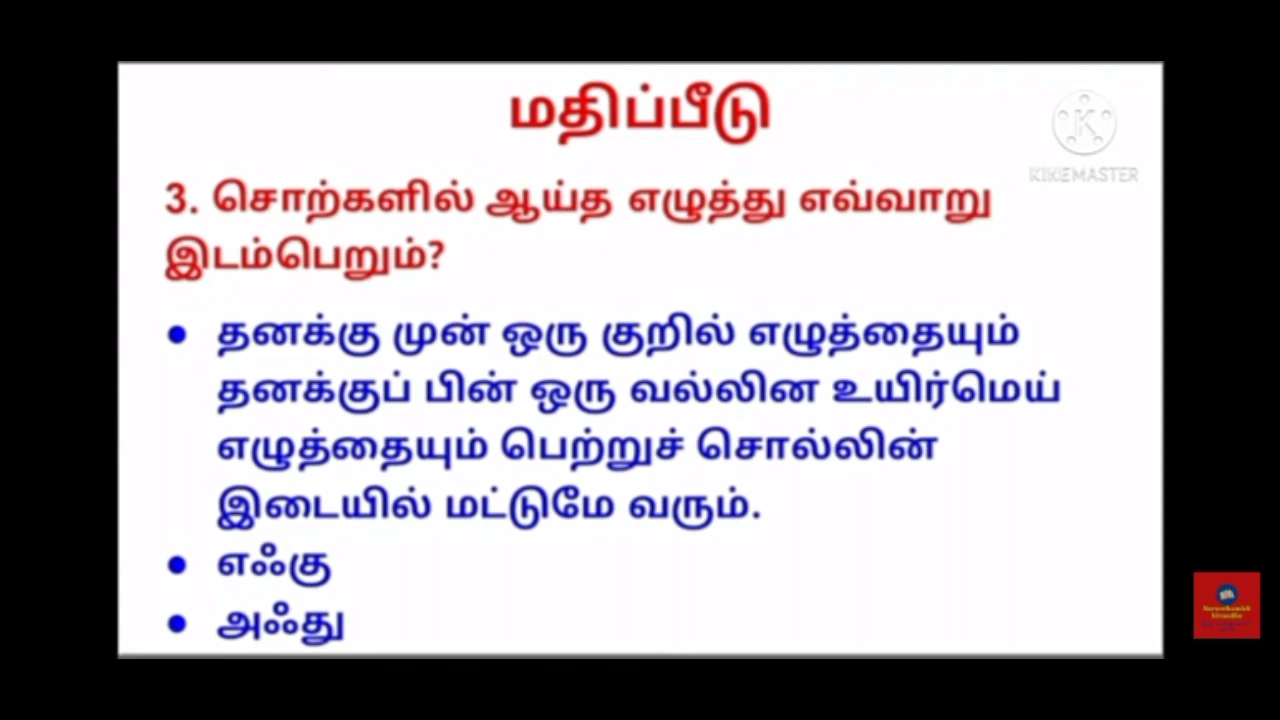 மதிப்பீடு
KINEMASTER
3. சொற்களில் ஆய்த எழுத்து எவ்வாறு
இடம்பெறும்?
● தனக்கு முன் ஒரு குறில் எழுத்தையும்
தனக்குப் பின் ஒரு வல்லின உயிர்மெய்
எழுத்தையும் பெற்றுச் சொல்லின்
இடையில் மட்டுமே வரும்.
● எஃகு
● அஃது